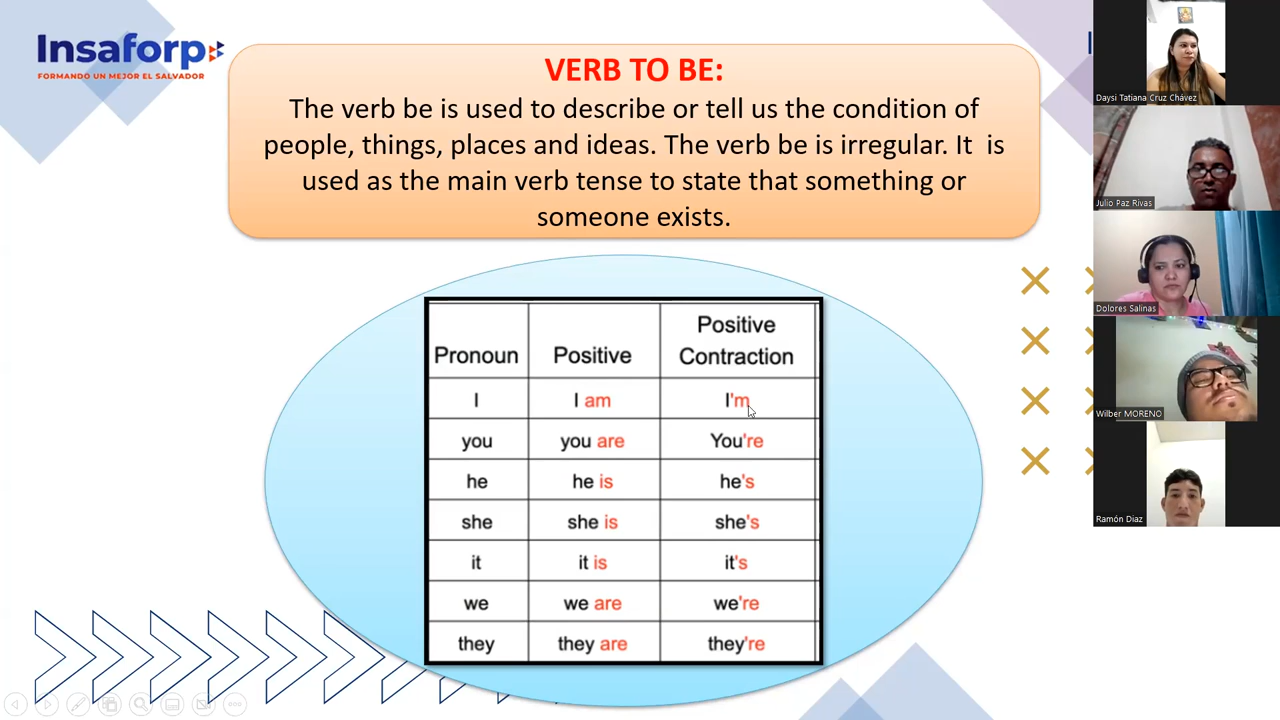 Insaforp
FORMANDO UN MEJOR EL SALVADOR
VERB TO BE:
The verb be is used to describe or tell us the condition of
people, things, places and ideas. The verb be is irregular. It is
used as the main verb tense to state that something or
someone exists.
Pronoun Positive Positive Contraction
I I am I'm
you you are You're
he he is he's
she she is she's
it it is it's
we we are we're
they they are they're
Daysi Tatiana Cruz Chávez
Julio Paz Rivas
Dolores Salinas
Wilber MORENO
Ramón Diaz